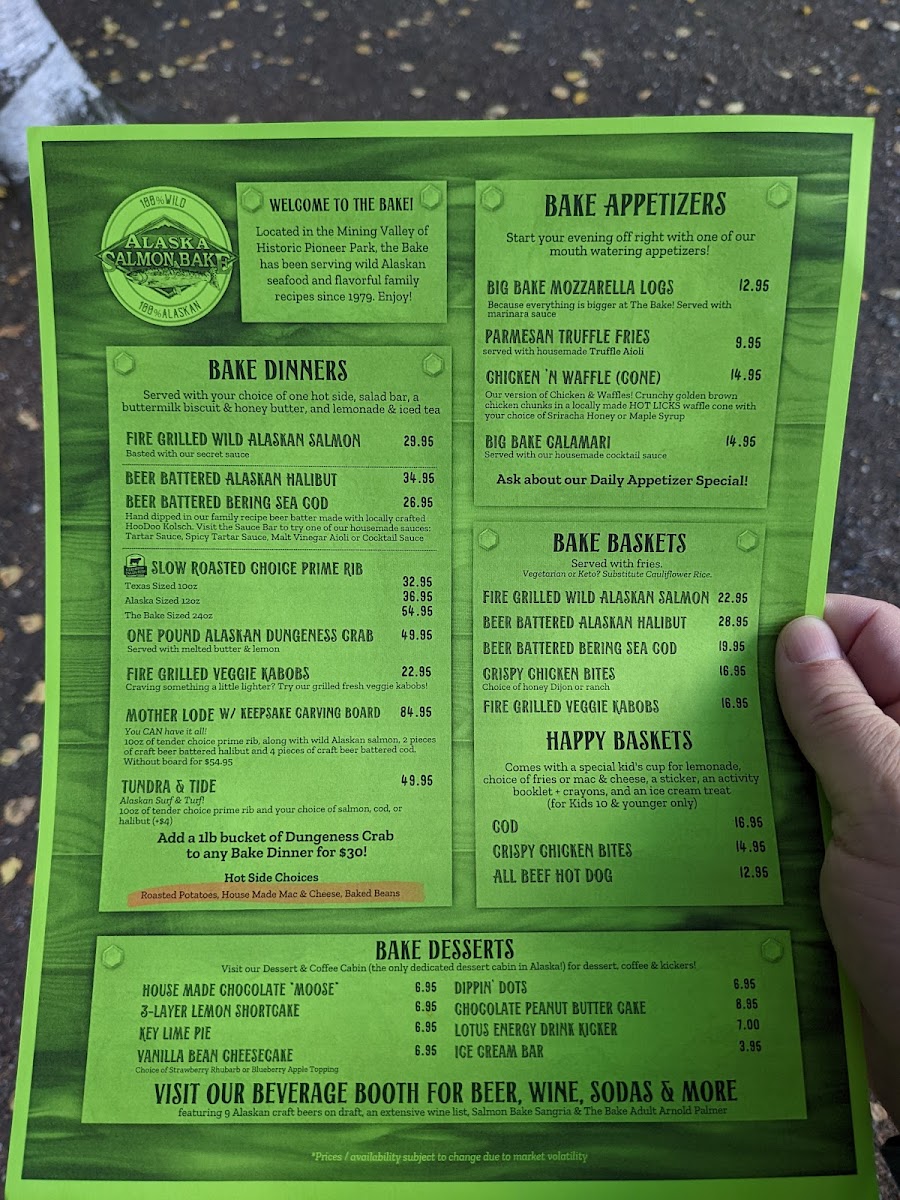 100% WILD
ALASKA
SALMON BAKE
100% ALASKAN
WELCOME TO THE BAKE!
Located in the Mining Valley of
Historic Pioneer Park, the Bake
has been serving wild Alaskan
seafood and flavorful family
recipes since 1979. Enjoy!
BAKE DINNERS
Served with your choice of one hot side, salad bar, a
buttermilk biscuit & honey butter, and lemonade & iced tea
FIRE GRILLED WILD ALASKAN SALMON 29.95
Basted with our secret sauce
BEER BATTERED ALASKAN HALIBUT 34.95
BEER BATTERED BERING SEA COD 26.95
Hand dipped in our family recipe beer batter made with locally crafted
HooDoo Kolsch. Visit the Sauce Bar to try one of our housemade sauces:
Tartar Sauce, Spicy Tartar Sauce, Malt Vinegar Aioli or Cocktail Sauce
SLOW ROASTED CHOICE PRIME RIB
Texas Sized 10oz 32.95
Alaska Sized 12oz 36.95
The Bake Sized 24oz 54.95
ONE POUND ALASKAN DUNGENESS CRAB 49.95
Served with melted butter & lemon
FIRE GRILLED VEGGIE KABOBS 22.95
Craving something a little lighter? Try our grilled fresh veggie kabobs!
MOTHER LODE W/ KEEPSAKE CARVING BOARD 84.95
You CAN have it all!
10oz of tender choice prime rib, along with wild Alaskan salmon, 2 pieces
of craft beer battered halibut and 4 pieces of craft beer battered cod.
Without board for $54.95
TUNDRA & TIDE 49.95
Alaskan Surf & Turf!
10oz of tender choice prime rib and your choice of salmon, cod, or
halibut (+$4)
Add a 1lb bucket of Dungeness Crab
to any Bake Dinner for $30!
Hot Side Choices
Roasted Potatoes, House Made Mac & Cheese, Baked Beans
BAKE APPETIZERS
Start your evening off right with one of our
mouth watering appetizers!
BIG BAKE MOZZARELLA LOGS 12.95
Because everything is bigger at The Bake! Served with
marinara sauce
PARMESAN TRUFFLE FRIES 9.95
served with housemade Truffle Aioli
CHICKEN 'N WAFFLE (CONE) 14.95
Our version of Chicken & Waffles! Crunchy golden brown
chicken chunks in a locally made HOT LICKS waffle cone with
your choice of Sriracha Honey or Maple Syrup
BIG BAKE CALAMARI 14.95
Served with our housemade cocktail sauce
Ask about our Daily Appetizer Special!
BAKE BASKETS
Served with fries.
Vegetarian or Keto? Substitute Cauliflower Rice.
FIRE GRILLED WILD ALASKAN SALMON 22.95
BEER BATTERED ALASKAN HALIBUT 28.95
BEER BATTERED BERING SEA COD 19.95
CRISPY CHICKEN BITES 16.95
Choice of honey Dijon or ranch
FIRE GRILLED VEGGIE KABOBS 16.95
HAPPY BASKETS
Comes with a special kid's cup for lemonade,
choice of fries or mac & cheese, a sticker, an activity
booklet + crayons, and an ice cream treat
(for Kids 10 & younger only)
COD 16.95
CRISPY CHICKEN BITES 14.95
ALL BEEF HOT DOG 12.95
BAKE DESSERTS
Visit our Dessert & Coffee Cabin (the only dedicated dessert cabin in Alaska!) for dessert, coffee & kickers!
HOUSE MADE CHOCOLATE "MOOSE" 6.95
3-LAYER LEMON SHORTCAKE 6.95
KEY LIME PIE 6.95
VANILLA BEAN CHEESECAKE 6.95
Choice of Strawberry Rhubarb or Blueberry Apple Topping
DIPPIN' DOTS 6.95
CHOCOLATE PEANUT BUTTER CAKE 8.95
LOTUS ENERGY DRINK KICKER 7.00
ICE CREAM BAR 3.95
VISIT OUR BEVERAGE BOOTH FOR BEER, WINE, SODAS & MORE
featuring 9 Alaskan craft beers on draft, an extensive wine list, Salmon Bake Sangria & The Bake Adult Arnold Palmer
*Prices / availability subject to change due to market volatility